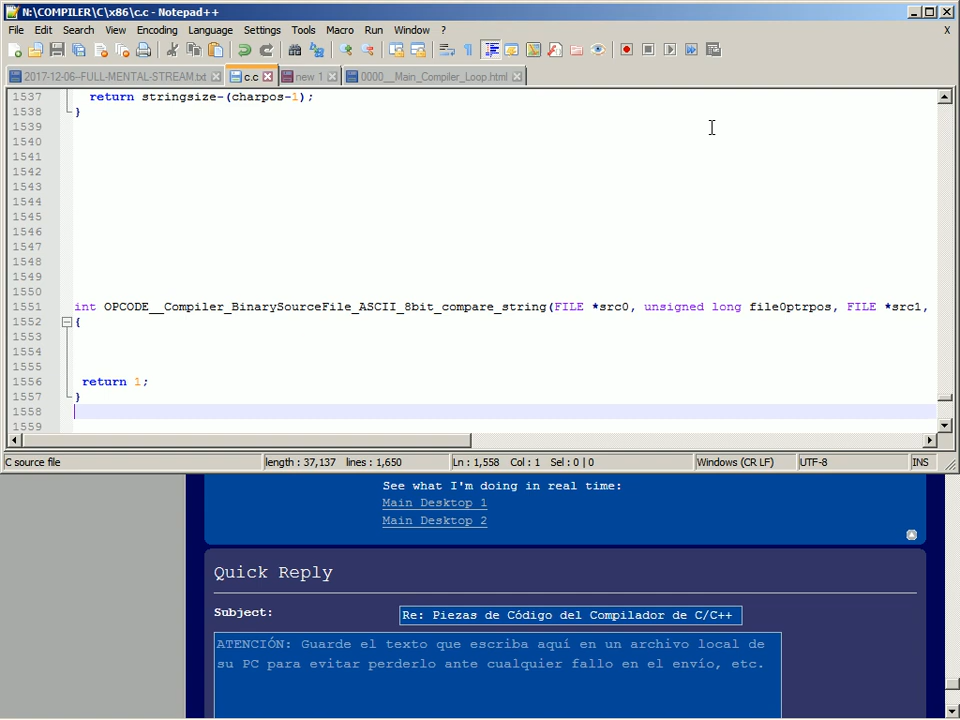 N:\COMPILER\C\x86\c.c - Notepad++
File Edit Search View Encoding Language Settings Tools Macro Run Window ? X
2017-12-06--FULL-MENTAL-STREAM.txt c.c new 1 0000__Main_Compiler_Loop.html
1537 return stringsize-(charpos-1);
1538 }
1539
1540
1541
1542
1543
1544
1545
1546
1547
1548
1549
1550
1551 int OPCODE__Compiler_BinarySourceFile_ASCII_8bit_compare_string(FILE *src0, unsigned long file0ptrpos, FILE *src1,
1552 {
1553
1554
1555
1556 return 1;
1557 }
1558
1559
C source file length : 37,137 lines : 1,650 Ln : 1,558 Col : 1 Sel : 0 | 0 Windows (CR LF) UTF-8 INS
See what I'm doing in real time:
Main Desktop 1
Main Desktop 2
Quick Reply
Subject: Re: Piezas de Código del Compilador de C/C++
ATENCIÓN: Guarde el texto que escriba aquí en un archivo local de
su PC para evitar perderlo ante cualquier fallo en el envío, etc.